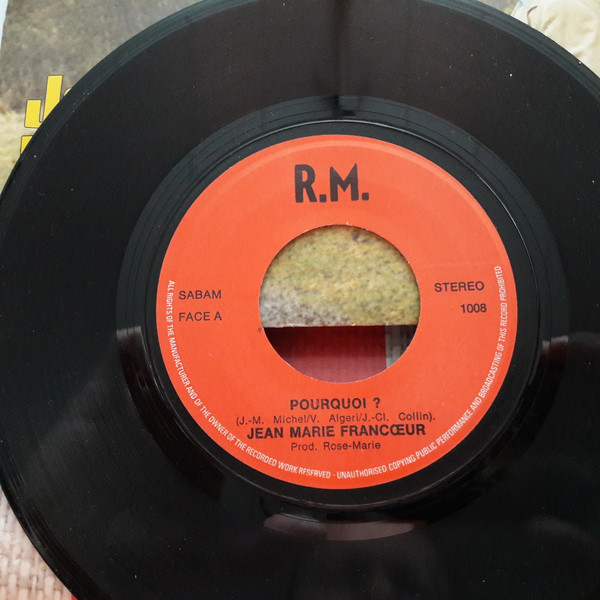 R.M.
SABAM
FACE A
STEREO
1008
POURQUOI ?
(J.-M. Michel/V. Algeri/J.-Cl. Collin).
JEAN MARIE FRANCŒUR
Prod. Rose-Marie
ALL RIGHTS OF THE MANUFACTURER AND OF THE OWNER OF THE RECORDED WORK RESERVED - UNAUTHORISED COPYING PUBLIC PERFORMANCE AND BROADCASTING OF THIS RECORD PROHIBITED